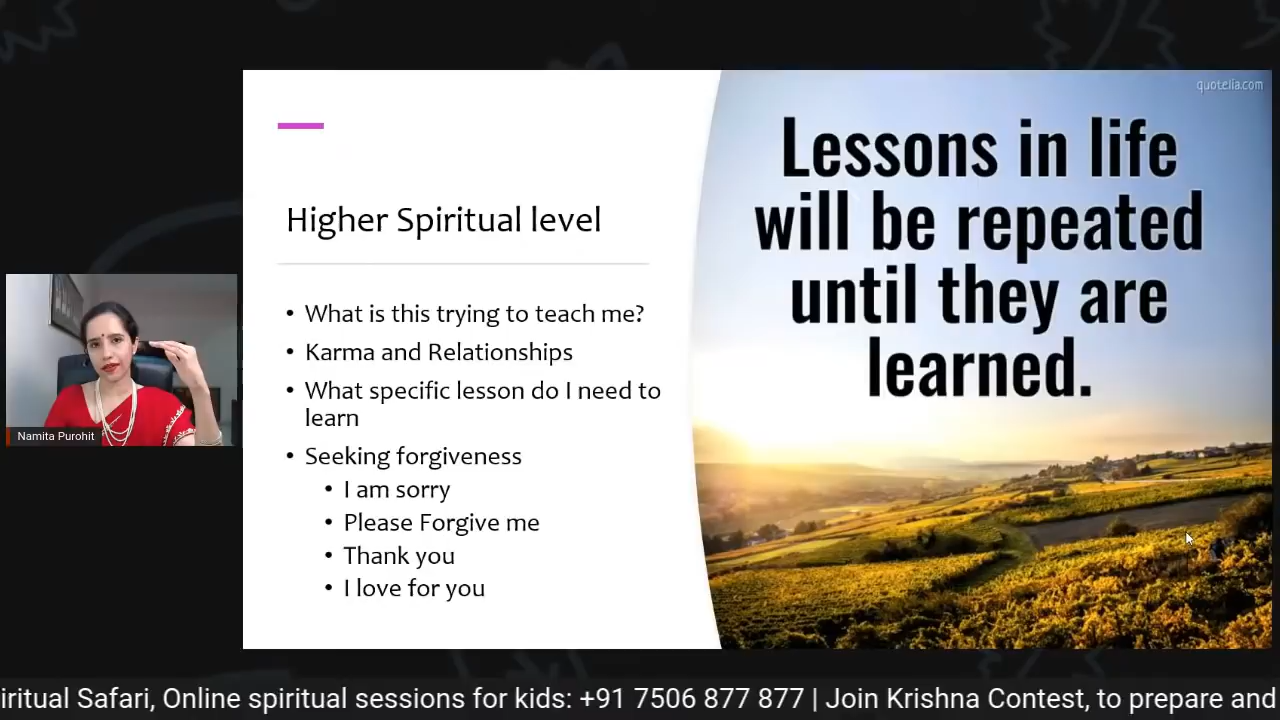 quotelia.com
Lessons in life
will be repeated
until they are
learned.
Higher Spiritual level
• What is this trying to teach me?
• Karma and Relationships
• What specific lesson do I need to
learn
• Seeking forgiveness
• I am sorry
• Please Forgive me
• Thank you
• I love for you
Namita Purohit
iritual Safari, Online spiritual sessions for kids: +91 7506 877 877 | Join Krishna Contest, to prepare and